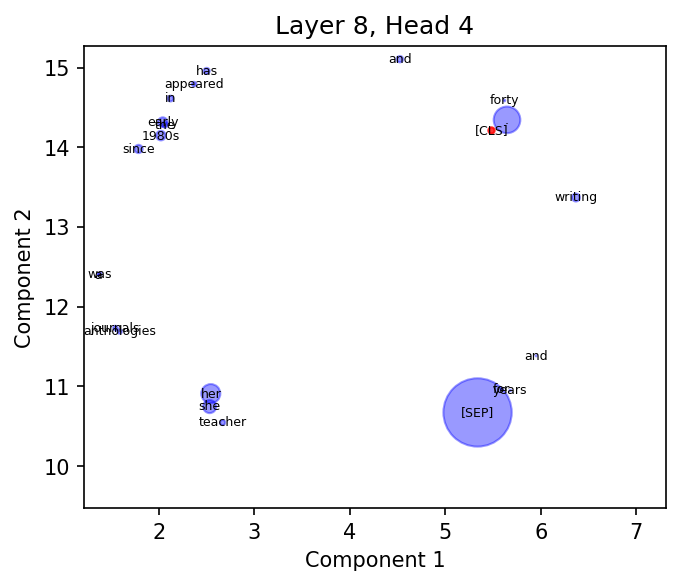 Layer 8, Head 4
Component 2
15
14
13
12
11
10
and
has
appeared
in
forty
early
the
.
[CLS]
1980s
since
writing
was
journals
anthologies
and
her
for
years
she
[SEP]
teacher
2
3
4
5
6
7
Component 1